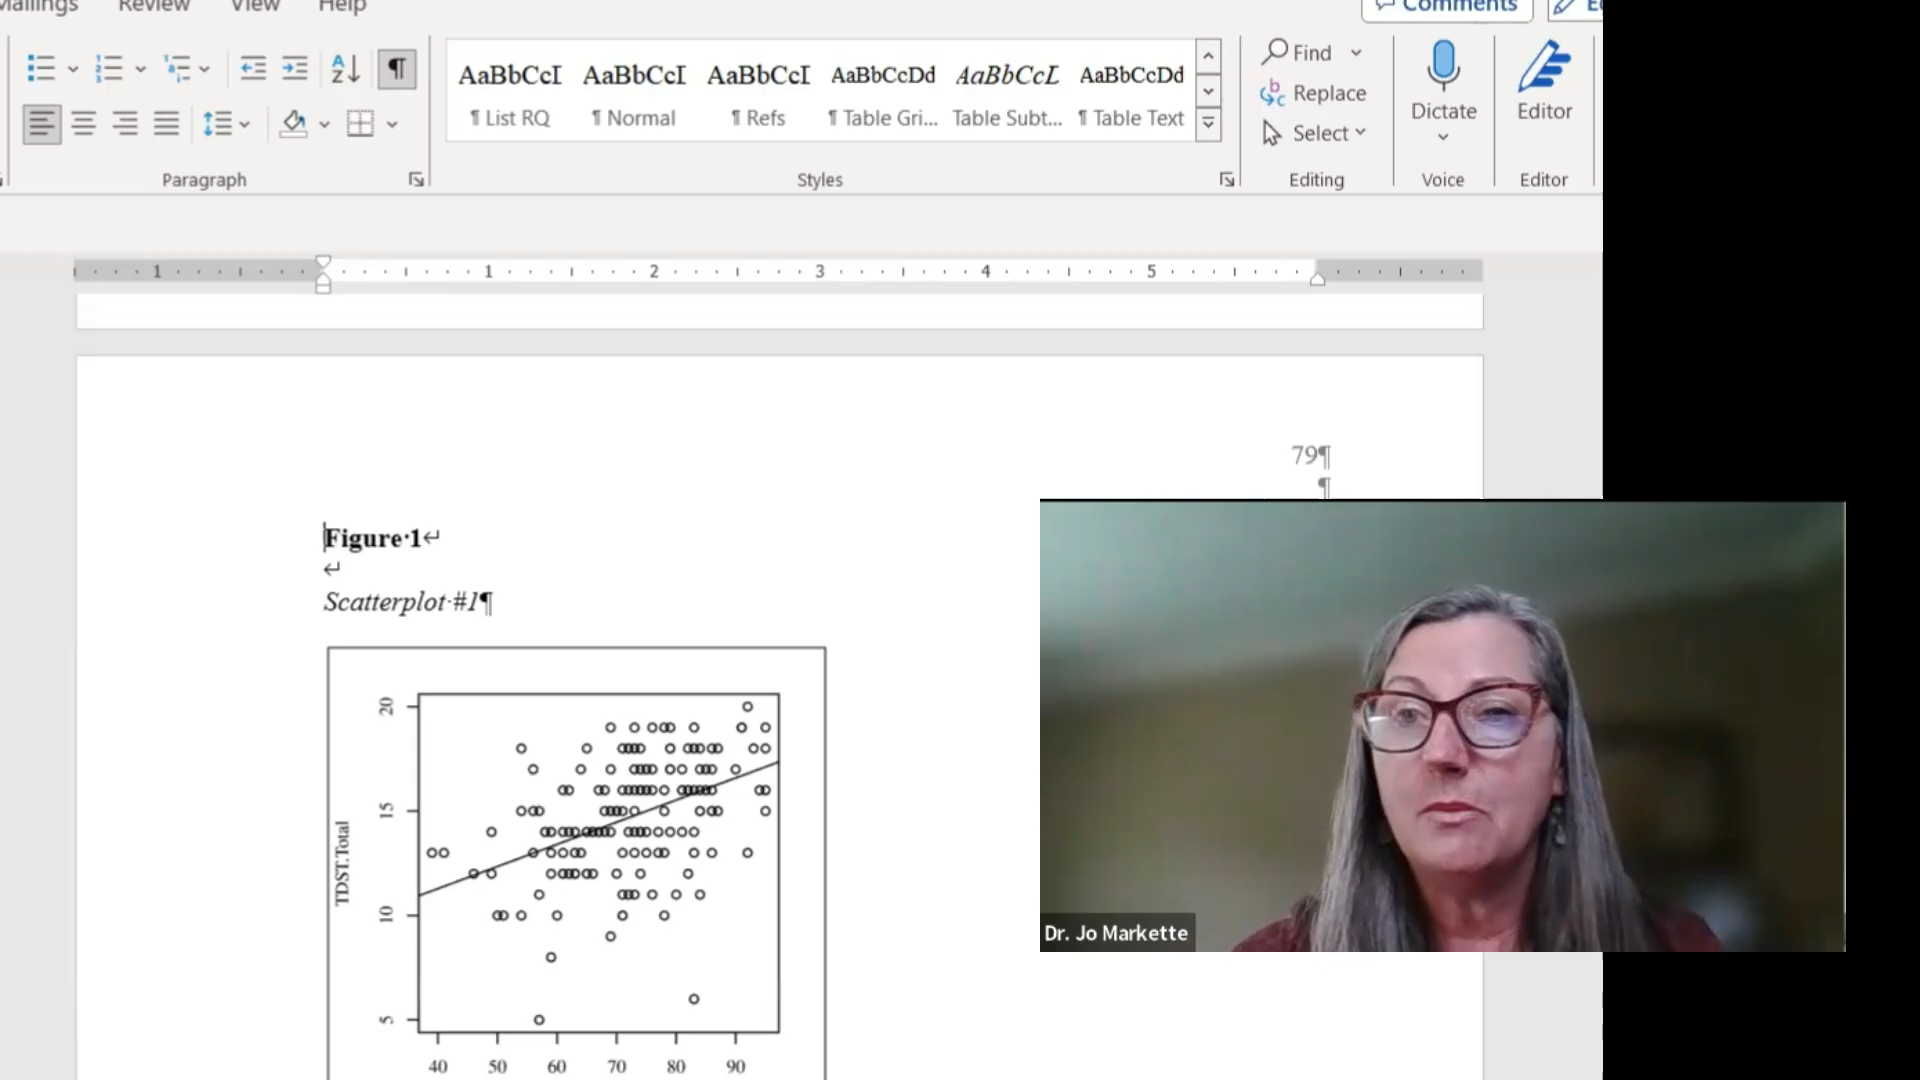 Mailings Review View Help
Comments
AaBbCcI AaBbCcI AaBbCcI AaBbCcDd AaBbCcL AaBbCcDd
¶ List RQ ¶ Normal ¶ Refs ¶ Table Gri... Table Subt... ¶ Table Text
Find
Replace
Select
Dictate
Editor
Paragraph Styles Editing Voice Editor
1 1 2 3 4 5
79¶
¶
Figure·1↵
↵
Scatterplot·#1¶
20
15
10
5
TDST.Total
40 50 60 70 80 90
Dr. Jo Markette